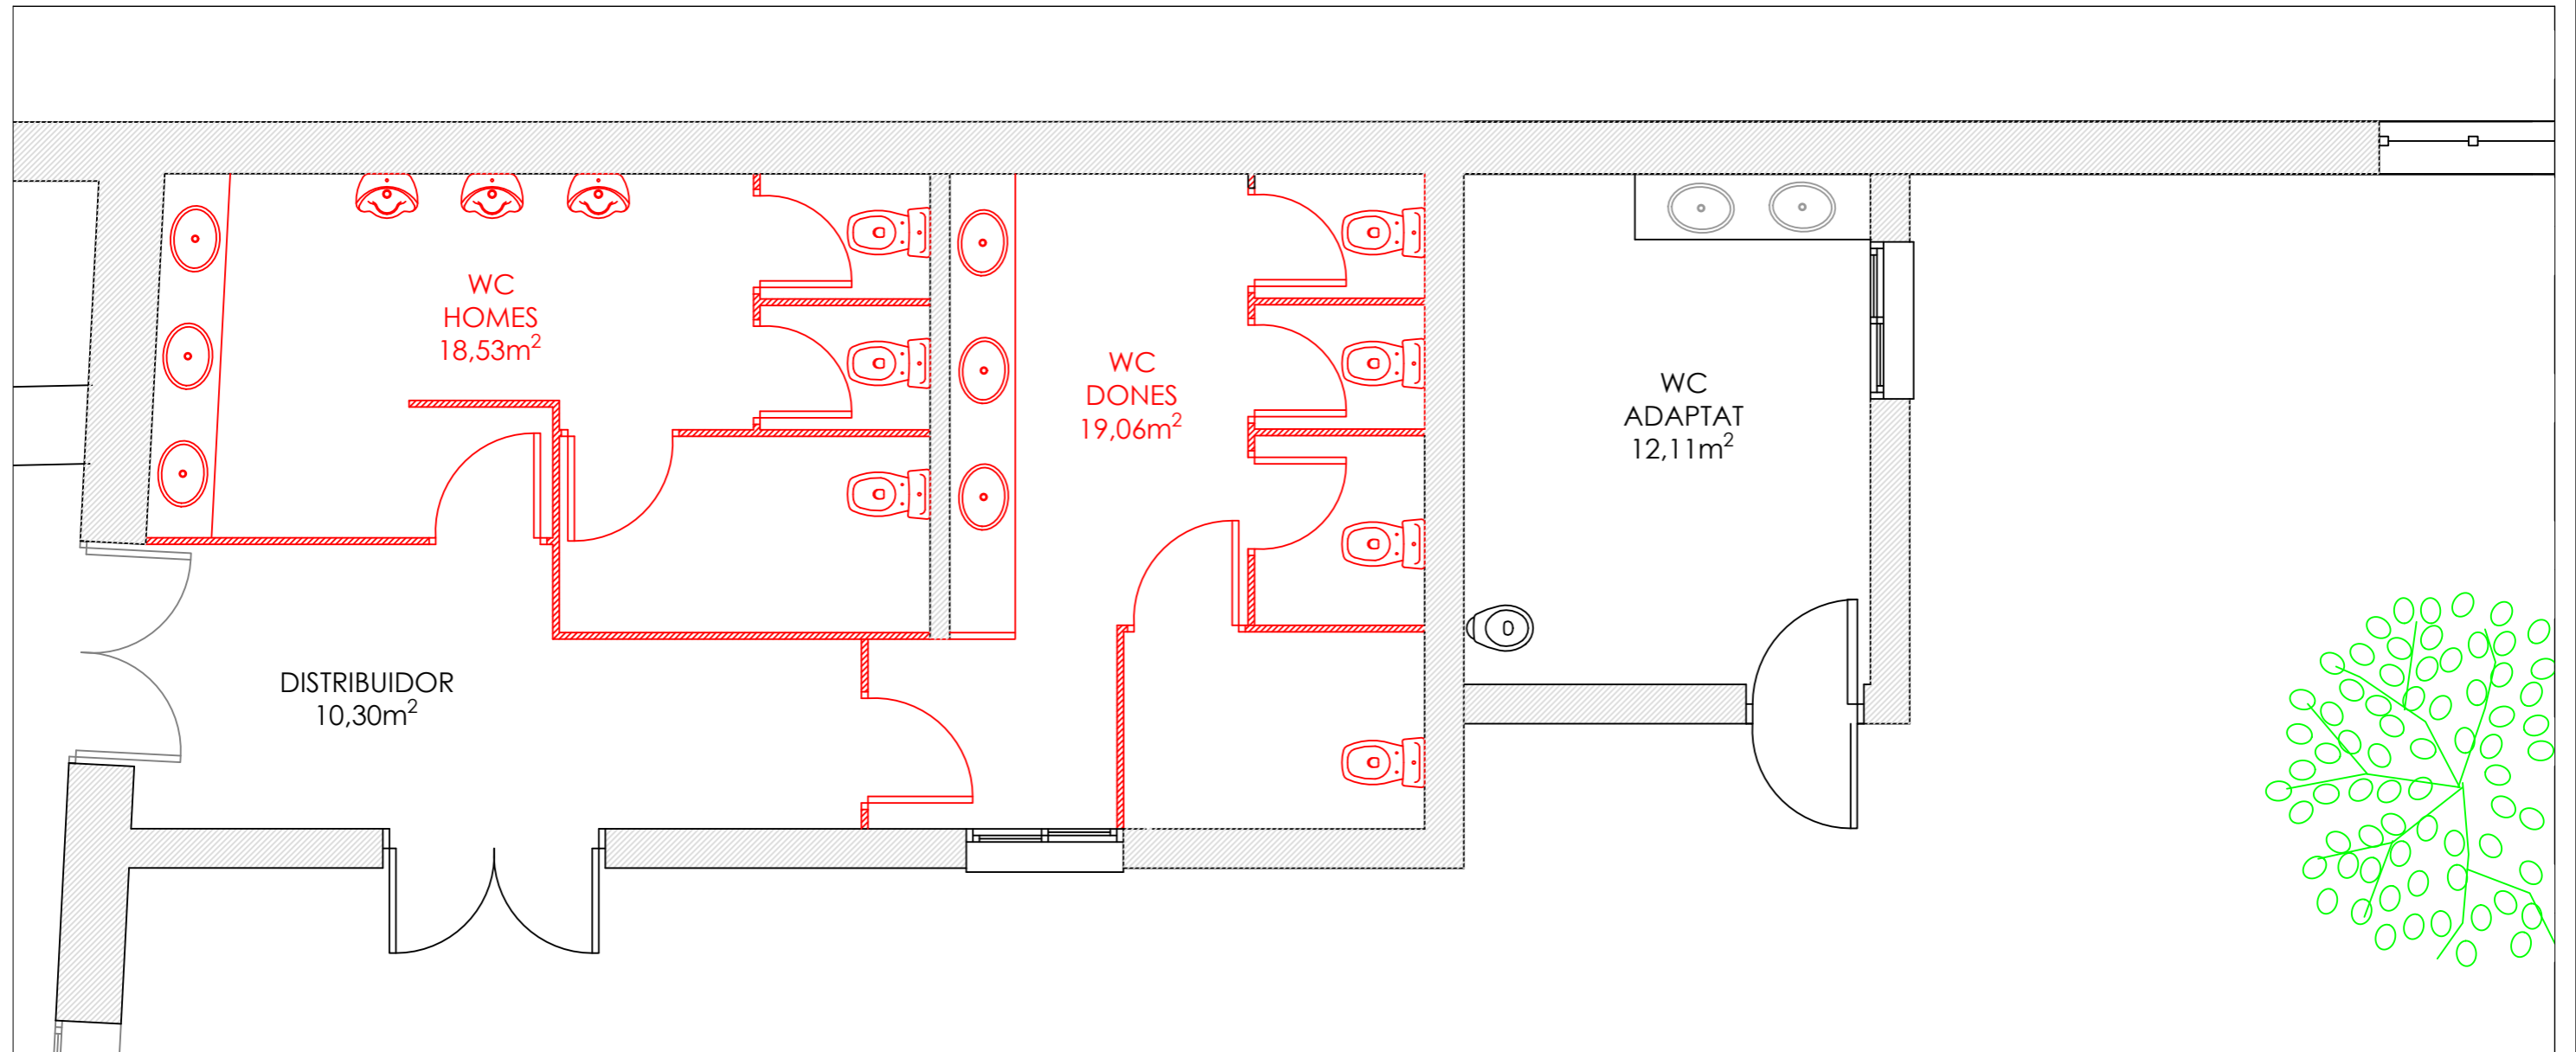 WC
HOMES
18,53m²
WC
DONES
19,06m²
WC
ADAPTAT
12,11m²
DISTRIBUIDOR
10,30m²